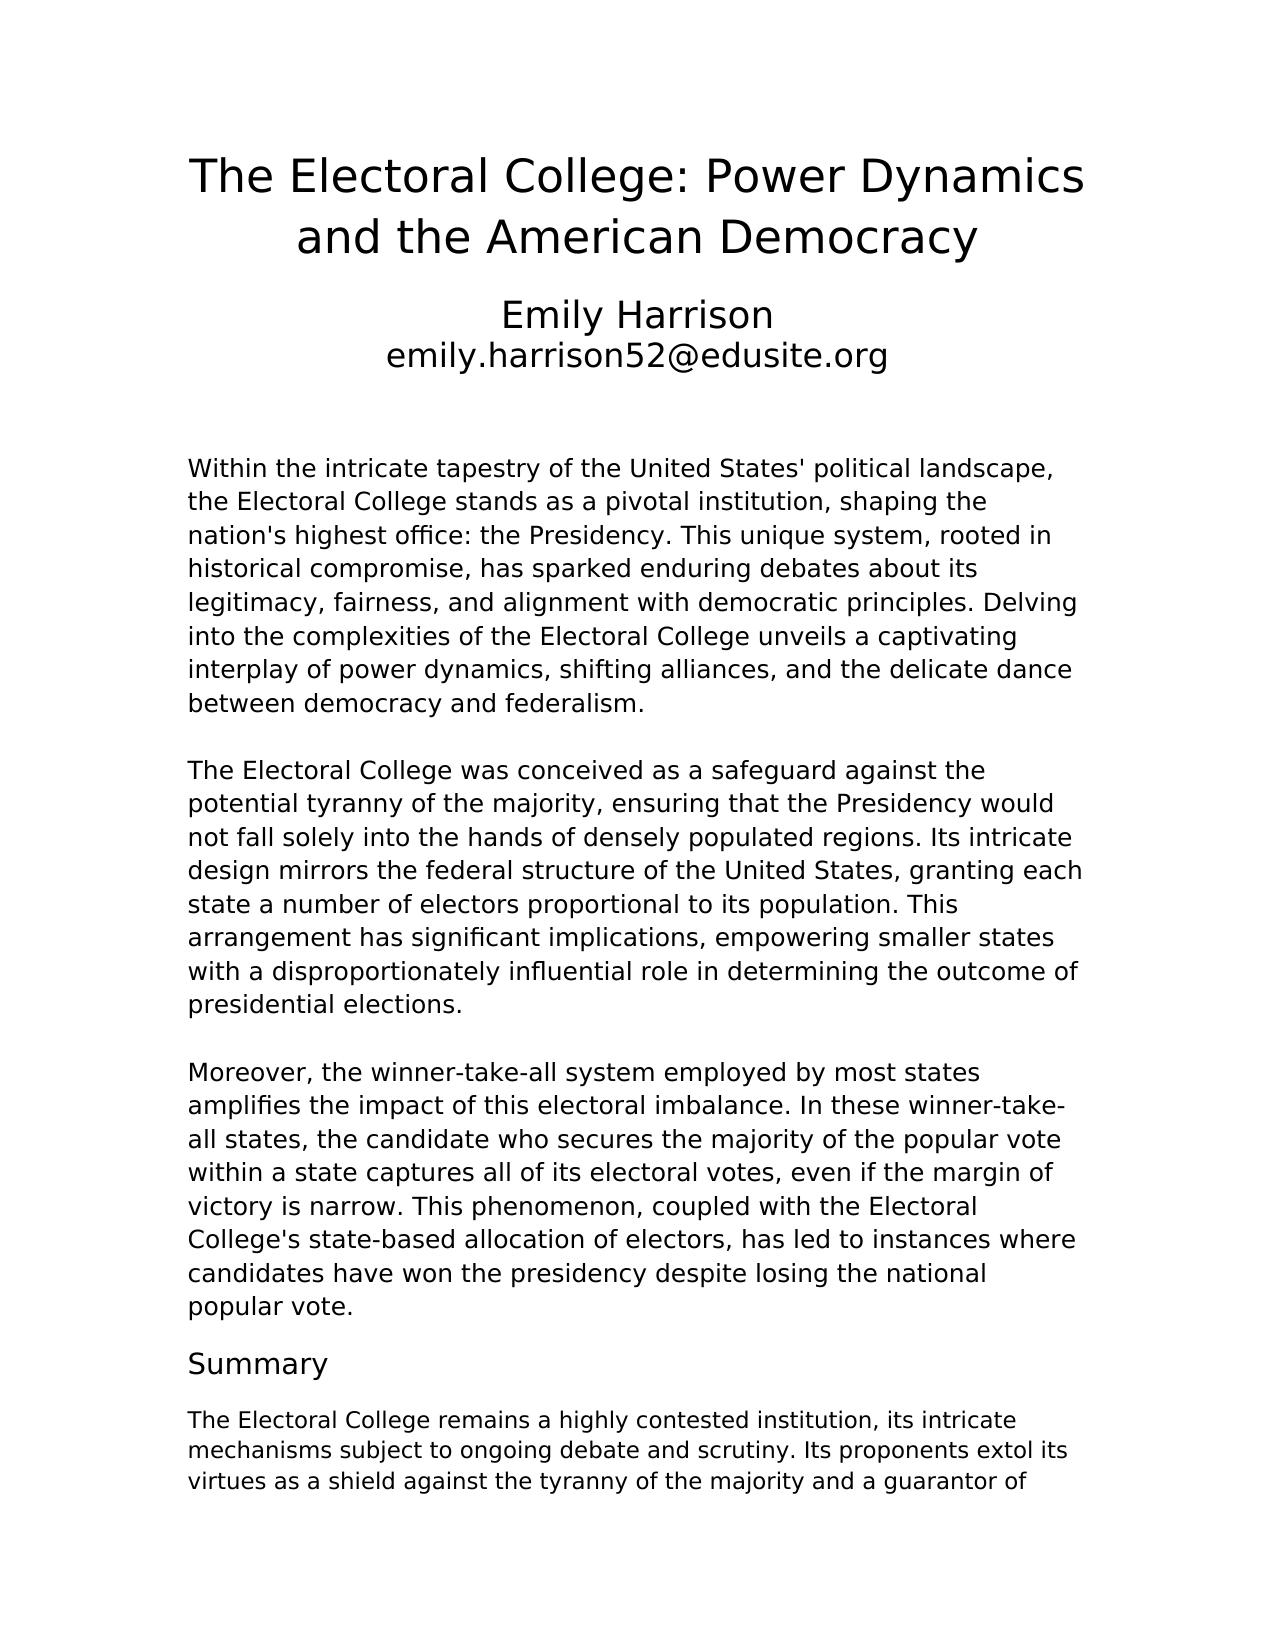 The Electoral College: Power Dynamics
and the American Democracy
Emily Harrison
emily.harrison52@edusite.org
Within the intricate tapestry of the United States' political landscape,
the Electoral College stands as a pivotal institution, shaping the
nation's highest office: the Presidency. This unique system, rooted in
historical compromise, has sparked enduring debates about its
legitimacy, fairness, and alignment with democratic principles. Delving
into the complexities of the Electoral College unveils a captivating
interplay of power dynamics, shifting alliances, and the delicate dance
between democracy and federalism.
The Electoral College was conceived as a safeguard against the
potential tyranny of the majority, ensuring that the Presidency would
not fall solely into the hands of densely populated regions. Its intricate
design mirrors the federal structure of the United States, granting each
state a number of electors proportional to its population. This
arrangement has significant implications, empowering smaller states
with a disproportionately influential role in determining the outcome of
presidential elections.
Moreover, the winner-take-all system employed by most states
amplifies the impact of this electoral imbalance. In these winner-take-
all states, the candidate who secures the majority of the popular vote
within a state captures all of its electoral votes, even if the margin of
victory is narrow. This phenomenon, coupled with the Electoral
College's state-based allocation of electors, has led to instances where
candidates have won the presidency despite losing the national
popular vote.
Summary
The Electoral College remains a highly contested institution, its intricate
mechanisms subject to ongoing debate and scrutiny. Its proponents extol its
virtues as a shield against the tyranny of the majority and a guarantor of